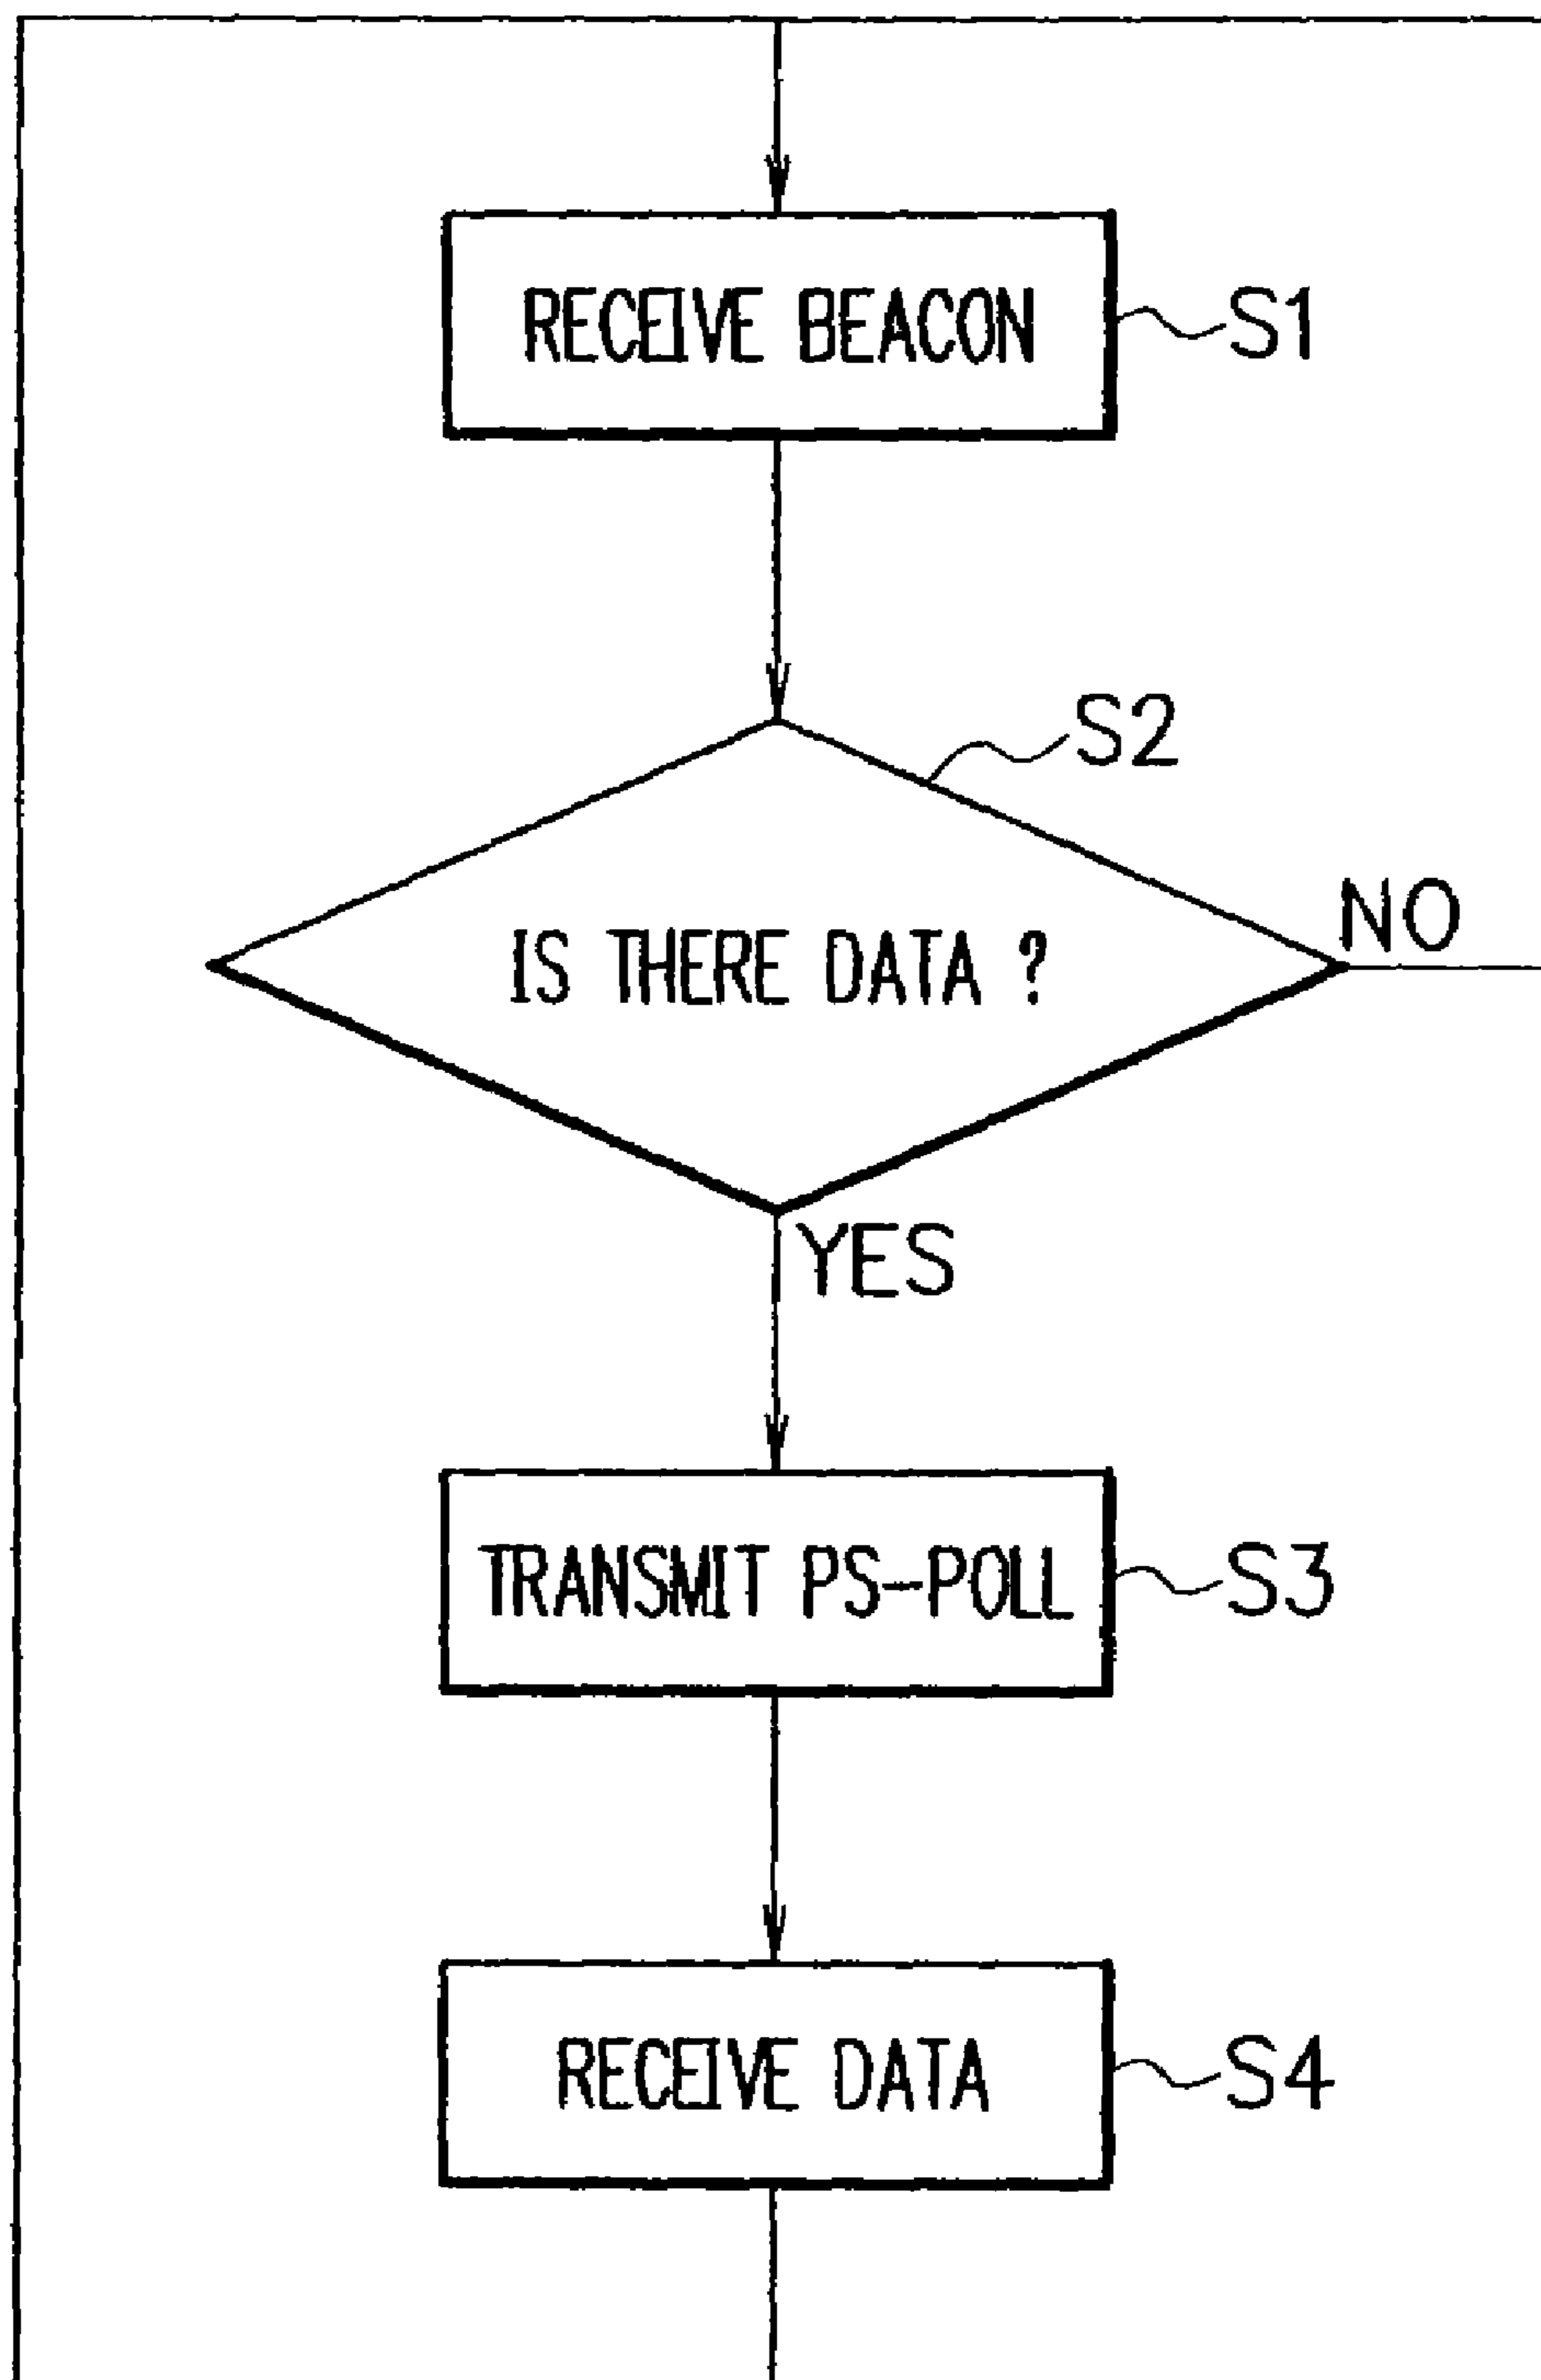 RECEIVE BEACON
S1
S2
IS THERE DATA ?
NO
YES
TRANSMIT PS-POLL
S3
RECEIVE DATA
S4